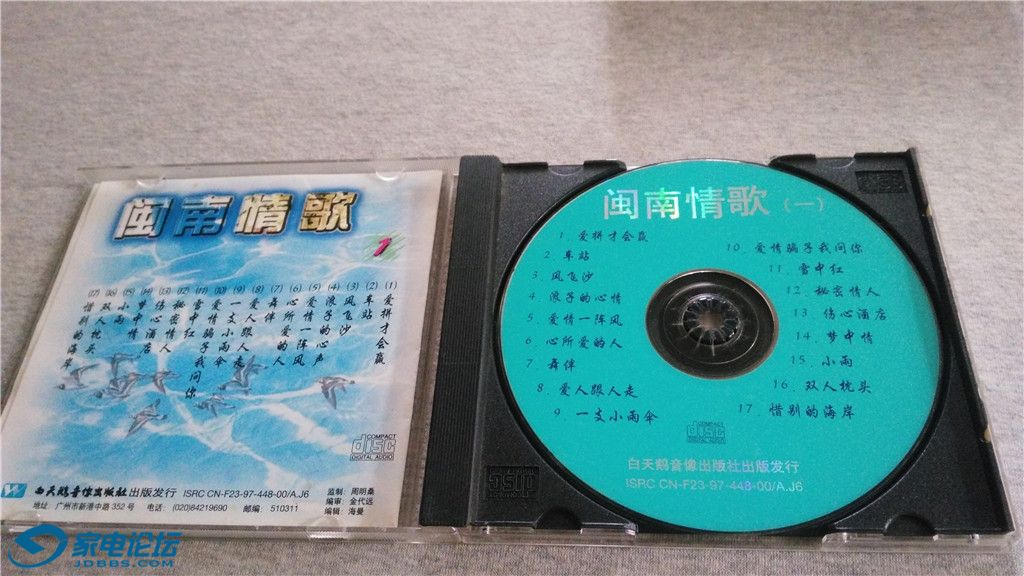 闽南情歌
1
(1) 爱拼才会赢
(2) 车站
(3) 风飞沙
(4) 浪子的心声
(5) 爱情一阵风
(6) 心所爱的人
(7) 舞伴
(8) 爱人跟人走
(9) 一支小雨伞
(10) 爱情骗子我问你
(11) 雪中红
(12) 秘密情人
(13) 伤心酒店
(14) 梦中情
(15) 小雨
(16) 双人枕头
(17) 惜别的海岸
COMPACT
disc
DIGITAL AUDIO
白天鹅音像出版社出版发行 ISRC CN-F23-97-448-00/A.J6
地址: 广州市新港中路 352 号 电话: (020)84219690 邮编: 510311
监制: 周明桑
编审: 金代远
编辑: 海曼
闽南情歌(一)
1. 爱拼才会赢
2. 车站
3. 风飞沙
4. 浪子的心情
5. 爱情一阵风
6. 心所爱的人
7. 舞伴
8. 爱人跟人走
9. 一支小雨伞
10. 爱情骗子我问你
11. 雪中红
12. 秘密情人
13. 伤心酒店
14. 梦中情
15. 小雨
16. 双人枕头
17. 惜别的海岸
disc
白天鹅音像出版社出版发行
ISRC CN-F23-97-448-00/A.J6
家电论坛
JDBBS.COM